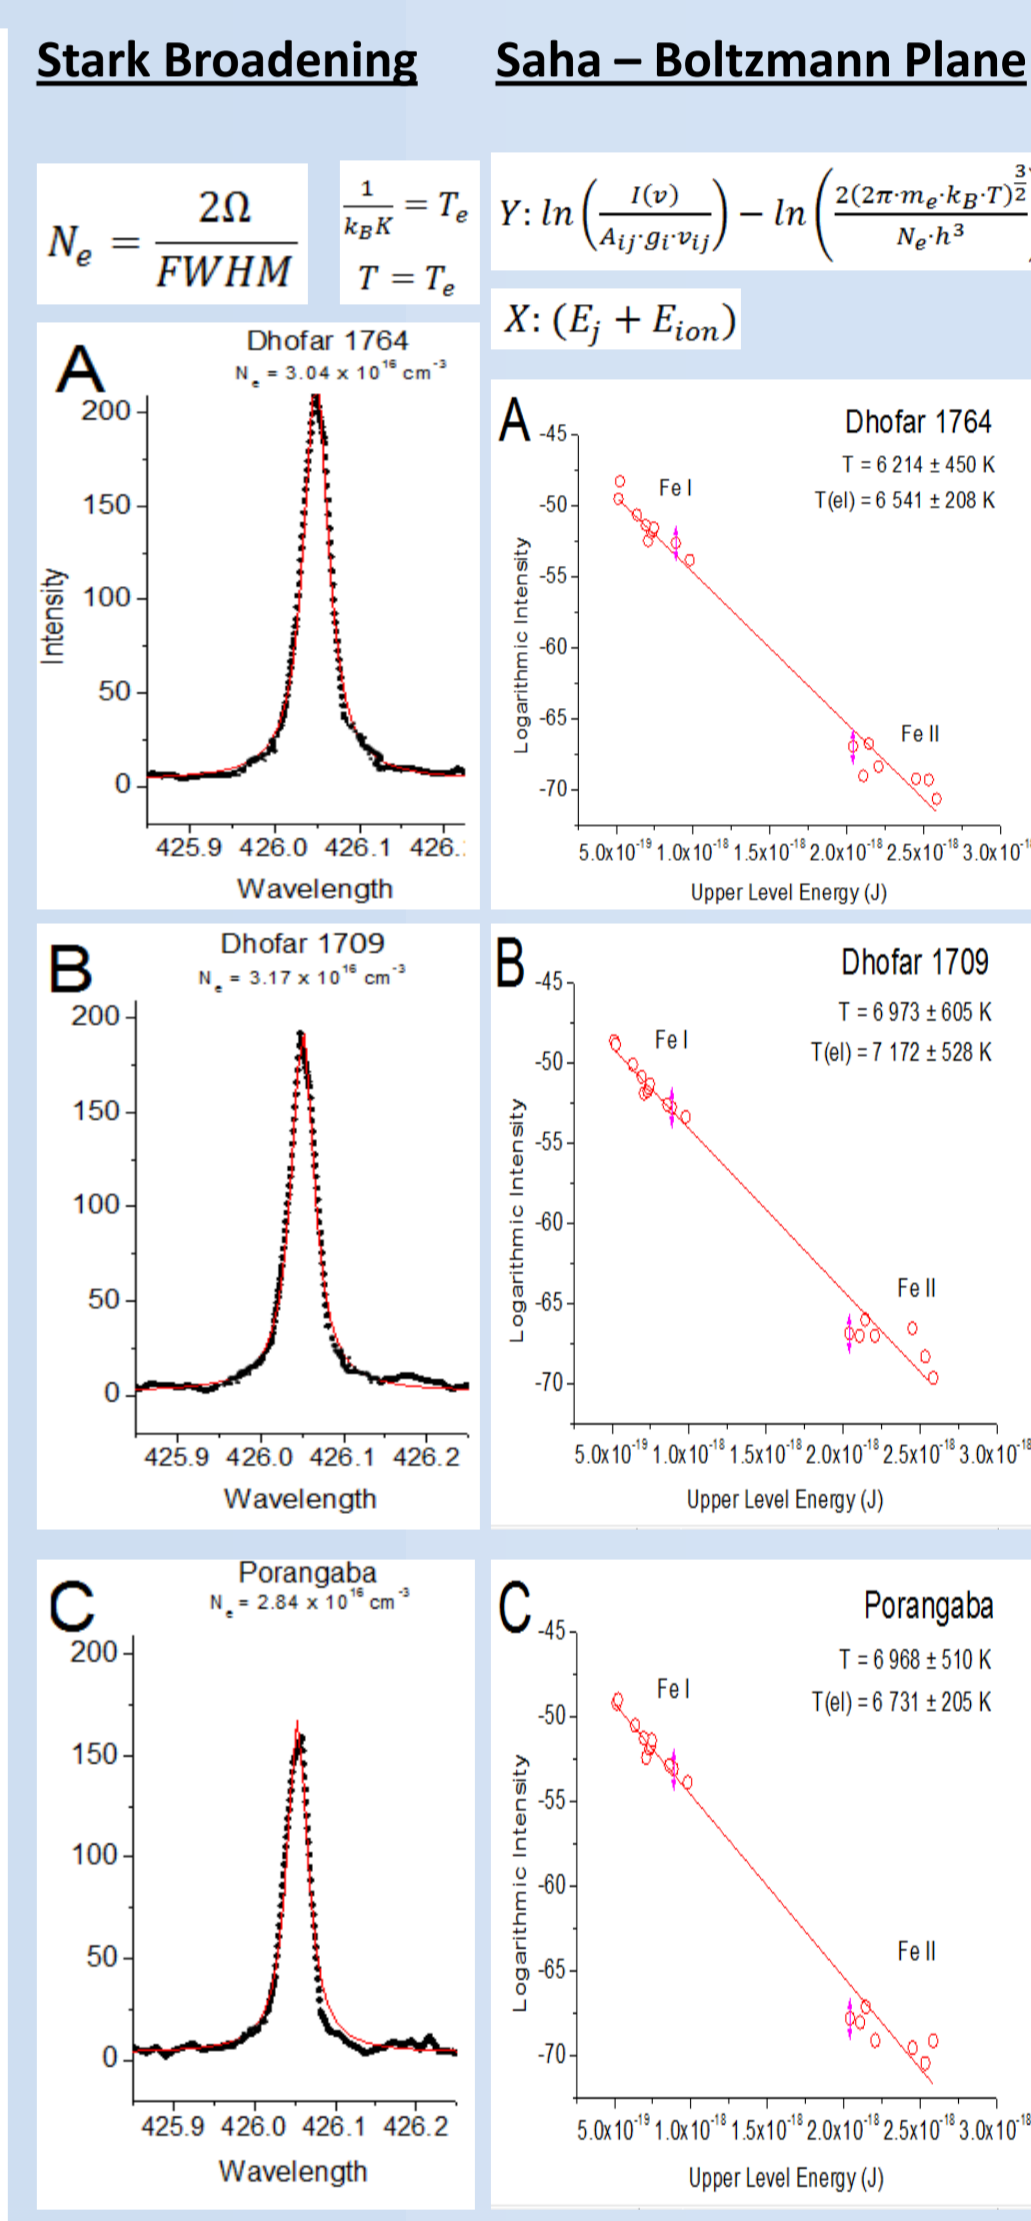 Stark Broadening
Saha – Boltzmann Plane
N_e = 2Ω / FWHM
1 / k_B K = T_e
T = T_e
Y: ln(I(v) / A_ij·g_i·v_ij) − ln(2(2π·m_e·k_B·T)^(3/2) / N_e·h³)
X: (E_j + E_ion)
A
Dhofar 1764
N_e = 3.04 x 10^16 cm^-3
200
150
100
50
0
Intensity
425.9 426.0 426.1 426.
Wavelength
A
Dhofar 1764
T = 6 214 ± 450 K
T(el) = 6 541 ± 208 K
Fe I
Fe II
-45
-50
-55
-60
-65
-70
Logarithmic Intensity
5.0x10^-19 1.0x10^-18 1.5x10^-18 2.0x10^-18 2.5x10^-18 3.0x10^-18
Upper Level Energy (J)
B
Dhofar 1709
N_e = 3.17 x 10^16 cm^-3
200
150
100
50
0
425.9 426.0 426.1 426.2
Wavelength
B
Dhofar 1709
T = 6 973 ± 605 K
T(el) = 7 172 ± 528 K
Fe I
Fe II
-45
-50
-55
-60
-65
-70
Logarithmic Intensity
5.0x10^-19 1.0x10^-18 1.5x10^-18 2.0x10^-18 2.5x10^-18 3.0x10^-18
Upper Level Energy (J)
C
Porangaba
N_e = 2.84 x 10^16 cm^-3
200
150
100
50
0
425.9 426.0 426.1 426.2
Wavelength
C
Porangaba
T = 6 968 ± 510 K
T(el) = 6 731 ± 205 K
Fe I
Fe II
-45
-50
-55
-60
-65
-70
Logarithmic Intensity
5.0x10^-19 1.0x10^-18 1.5x10^-18 2.0x10^-18 2.5x10^-18 3.0x10^-18
Upper Level Energy (J)